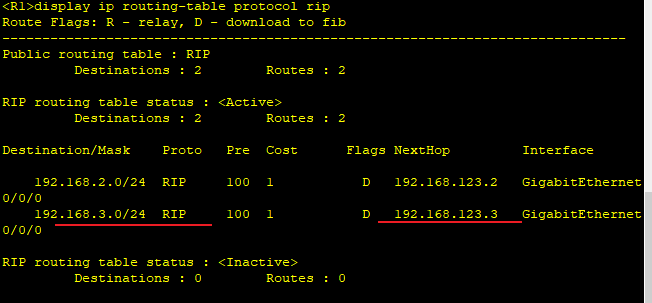 <R1>display ip routing-table protocol rip
Route Flags: R - relay, D - download to fib
------------------------------------------------------------------------------
Public routing table : RIP
         Destinations : 2        Routes : 2

RIP routing table status : <Active>
         Destinations : 2        Routes : 2

Destination/Mask    Proto   Pre  Cost      Flags NextHop         Interface

    192.168.2.0/24  RIP     100  1           D   192.168.123.2   GigabitEthernet
0/0/0
    192.168.3.0/24  RIP     100  1           D   192.168.123.3   GigabitEthernet
0/0/0

RIP routing table status : <Inactive>
         Destinations : 0        Routes : 0